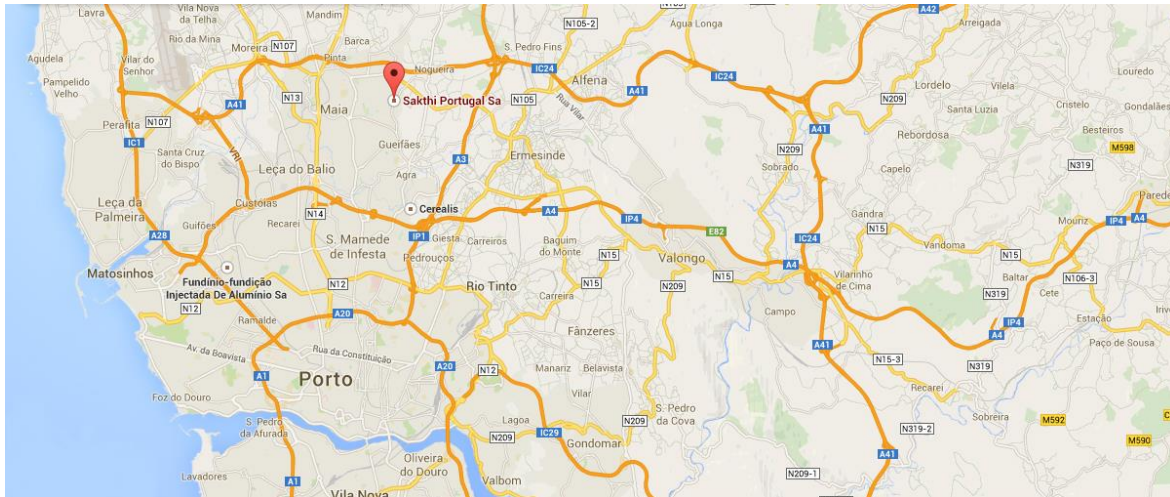 Lavra
Vila Nova
da Telha
Mandim
N105-2
Água Longa
A42
Arreigada
Rio da Mina
N107
Barca
S. Pedro Fins
Agudela
Moreira
Pinta
Nogueira
IC24
Alfena
A41
IC24
Lordelo
Vilela
Louredo
Vilar do
Senhor
Pampelido
Velho
A41
N13
Maia
Sakthi Portugal Sa
N105
Rua Vilar
A41
N209
Santa Luzia
Cristelo
Gondalães
Perafita
N107
Rebordosa
Besteiros
M598
IC1
Santa Cruz
do Bispo
VRI
Gueifães
A3
Ermesinde
N209
Sobrado
Capelo
N319
Leça do Balio
Agra
Leça da
Palmeira
Custoias
N14
Cerealis
A4
IP4
Gandra
Mouriz
IP4
A4
Guifões
Recarei
A28
IP1
Giesta
Carreiros
E82
IC24
N15
Vandoma
S. Mamede
de Infesta
Pedrouços
Baguim
do Monte
N15
Valongo
N15
A4
N15
Matosinhos
Fundínio-fundição
Injectada De Alumínio Sa
N12
Rio Tinto
N15
N209
Vilarinho
de Cima
Baltar
N106-3
N319
Cete
N12
Carreira
Campo
Estação
Ramalde
A20
Fânzeres
IP4
A4
Paço de Sousa
Av. da Boavista
Rua da Constituição
A41
N15-3
N319
A1
Porto
A20
N12
Manariz
Belavista
Recarei
Foz do Douro
Vilar
Sobreira
M592
S. Pedro
da Afurada
Lagoa
N209
S. Pedro
da Cova
N319-2
N209
IC29
Gondomar
M590
Oliveira
do Douro
A41
Lavadores
A1
Valbom
N209-1
Vila Nova